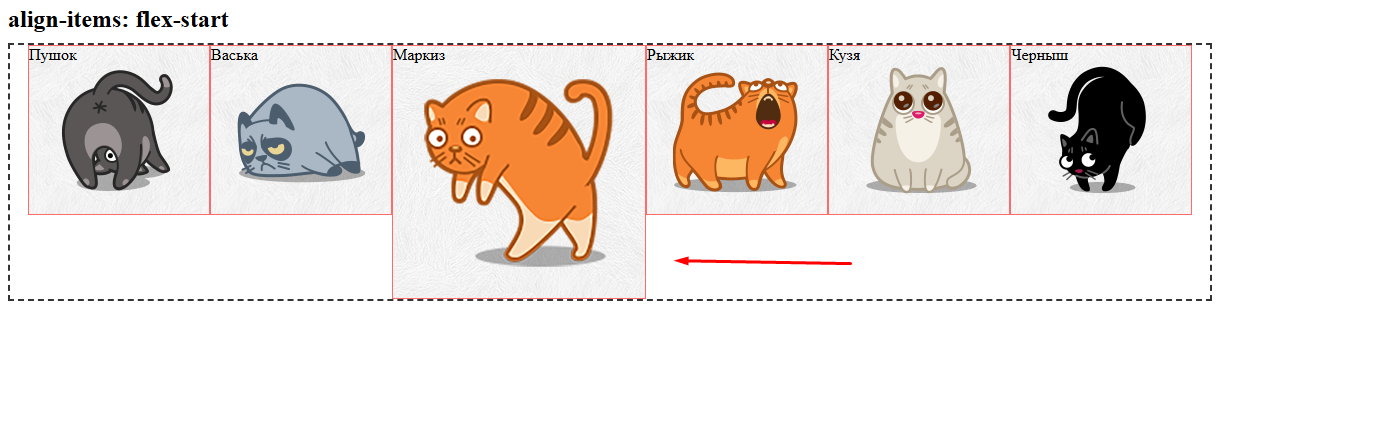 align-items: flex-start
Пушок Васька Маркиз Рыжик Кузя Черныш